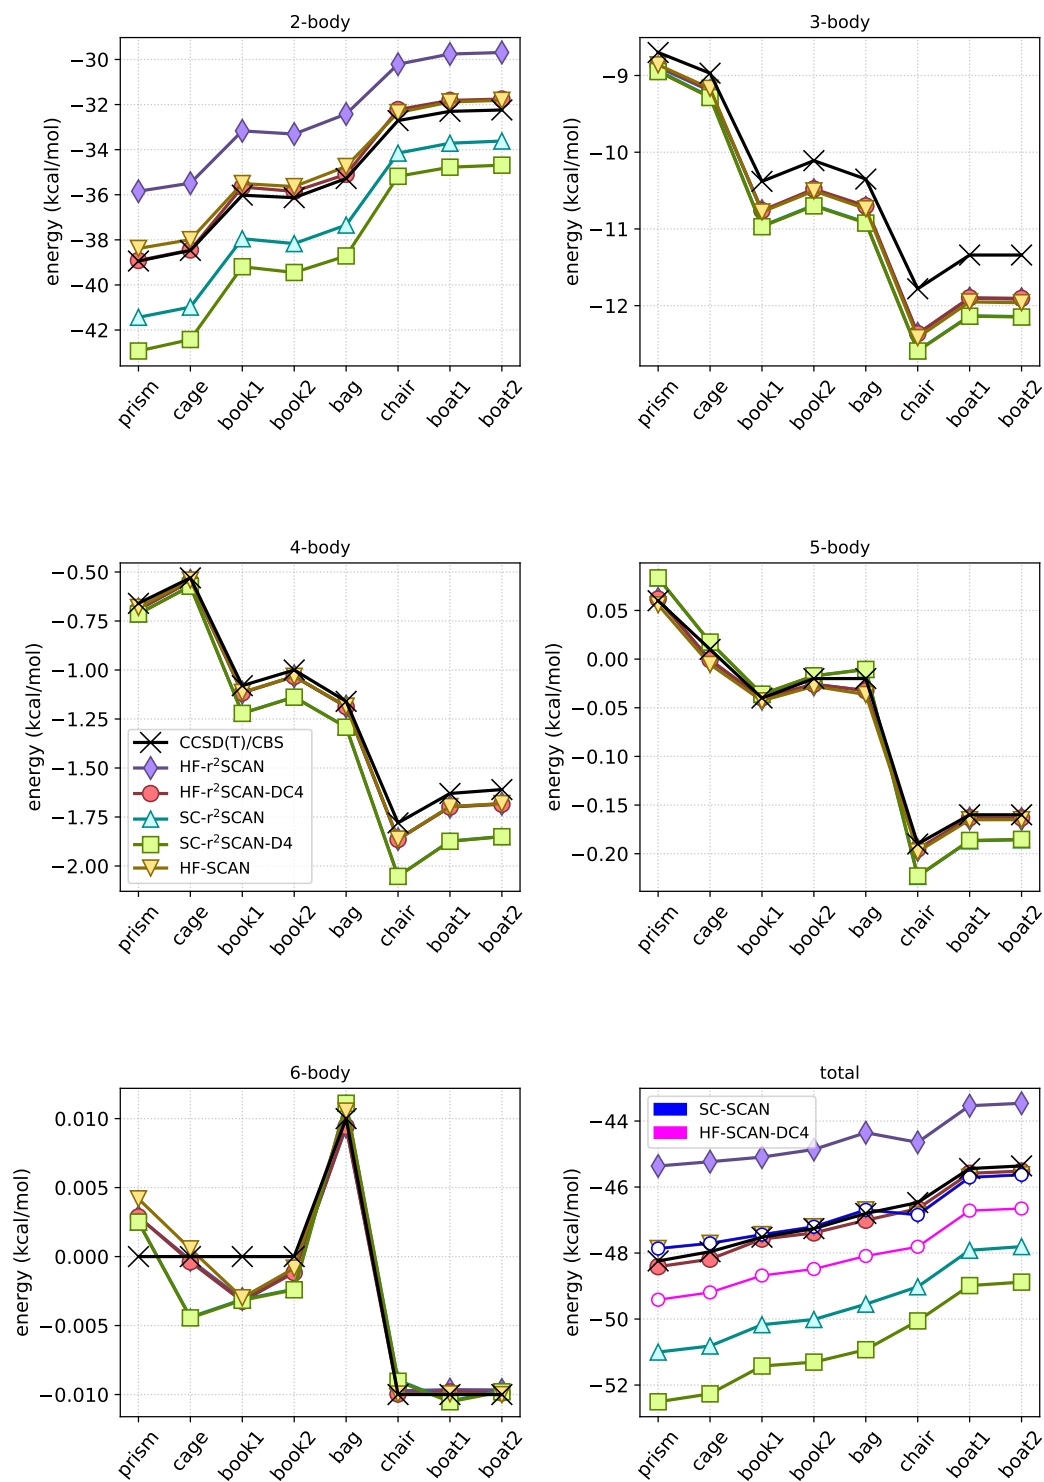 2-body
energy (kcal/mol)
−30
−32
−34
−36
−38
−40
−42
prism
cage
book1
book2
bag
chair
boat1
boat2
3-body
energy (kcal/mol)
−9
−10
−11
−12
prism
cage
book1
book2
bag
chair
boat1
boat2
4-body
energy (kcal/mol)
−0.50
−0.75
−1.00
−1.25
−1.50
−1.75
−2.00
CCSD(T)/CBS
HF-r²SCAN
HF-r²SCAN-DC4
SC-r²SCAN
SC-r²SCAN-D4
HF-SCAN
prism
cage
book1
book2
bag
chair
boat1
boat2
5-body
energy (kcal/mol)
0.05
0.00
−0.05
−0.10
−0.15
−0.20
prism
cage
book1
book2
bag
chair
boat1
boat2
6-body
energy (kcal/mol)
0.010
0.005
0.000
−0.005
−0.010
prism
cage
book1
book2
bag
chair
boat1
boat2
total
energy (kcal/mol)
−44
−46
−48
−50
−52
SC-SCAN
HF-SCAN-DC4
prism
cage
book1
book2
bag
chair
boat1
boat2